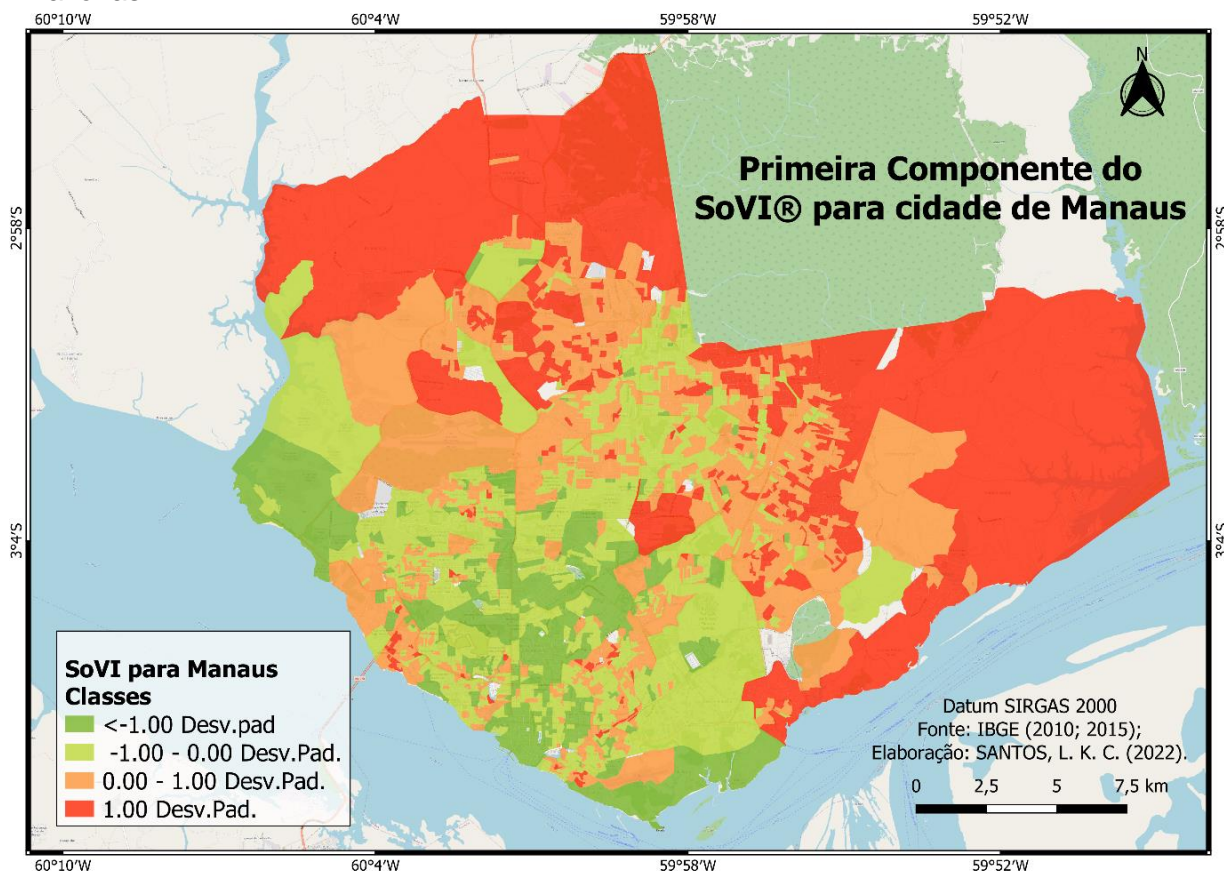 60°10'W 60°4'W 59°58'W 59°52'W
N
Primeira Componente do
SoVI® para cidade de Manaus
2°58'S 2°58'S
3°4'S 3°4'S
SoVI para Manaus
Classes
<-1.00 Desv.pad
-1.00 - 0.00 Desv.Pad.
0.00 - 1.00 Desv.Pad.
1.00 Desv.Pad.
Datum SIRGAS 2000
Fonte: IBGE (2010; 2015);
Elaboração: SANTOS, L. K. C. (2022).
0 2,5 5 7,5 km
60°10'W 60°4'W 59°58'W 59°52'W